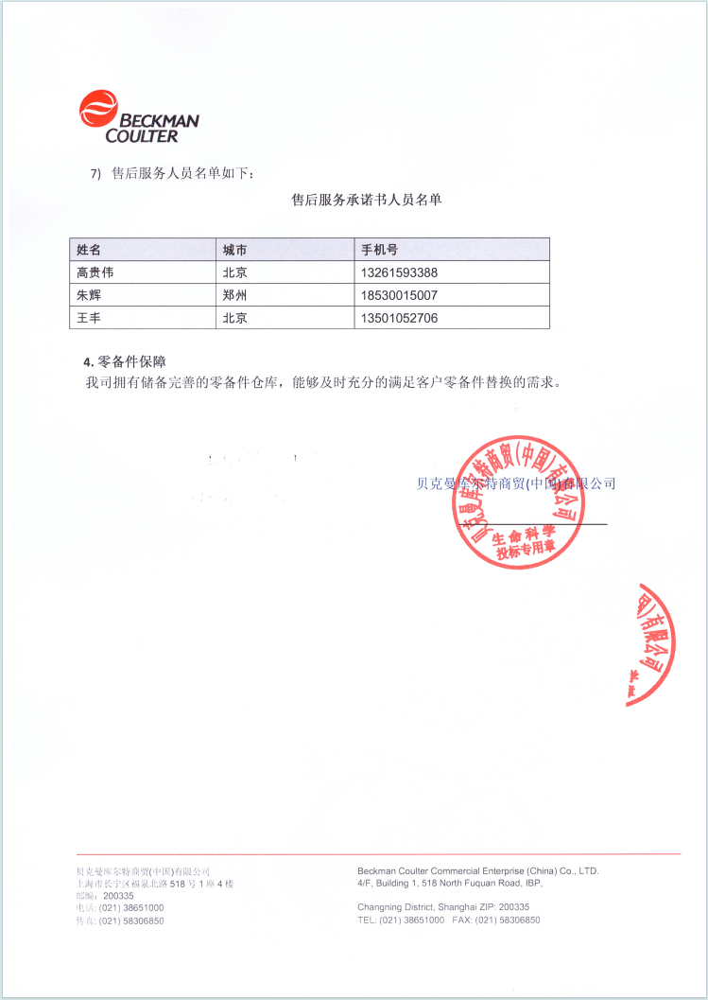 BECKMAN
COULTER
7) 售后服务人员名单如下：
售后服务承诺书人员名单
姓名 城市 手机号
高贵伟 北京 13261593388
朱辉 郑州 18530015007
王丰 北京 13501052706
4. 零备件保障
我司拥有储备完善的零备件仓库，能够及时充分的满足客户零备件替换的需求。
贝克曼库尔特商贸(中国)有限公司
贝克曼库尔特商贸(中国)有限公司
生命科学
投标专用章
国)有限公司
学
章
贝克曼库尔特商贸(中国)有限公司
上海市长宁区福泉北路 518 号 1 座 4 楼
邮编：200335
电话: (021) 38651000
传真: (021) 58306850
Beckman Coulter Commercial Enterprise (China) Co., LTD.
4/F, Building 1, 518 North Fuquan Road, IBP,
Changning District, Shanghai ZIP: 200335
TEL: (021) 38651000 FAX: (021) 58306850